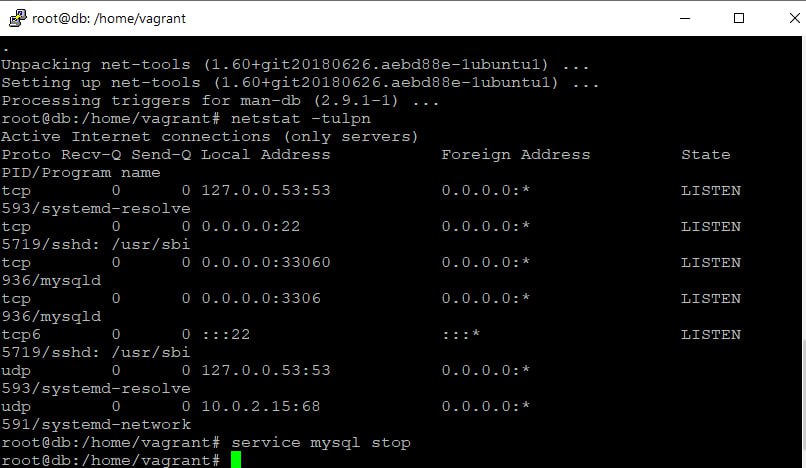 root@db: /home/vagrant
.
Unpacking net-tools (1.60+git20180626.aebd88e-1ubuntu1) ...
Setting up net-tools (1.60+git20180626.aebd88e-1ubuntu1) ...
Processing triggers for man-db (2.9.1-1) ...
root@db:/home/vagrant# netstat -tulpn
Active Internet connections (only servers)
Proto Recv-Q Send-Q Local Address           Foreign Address         State
PID/Program name
tcp        0      0 127.0.0.53:53           0.0.0.0:*               LISTEN
593/systemd-resolve
tcp        0      0 0.0.0.0:22              0.0.0.0:*               LISTEN
5719/sshd: /usr/sbi
tcp        0      0 0.0.0.0:33060           0.0.0.0:*               LISTEN
936/mysqld
tcp        0      0 0.0.0.0:3306            0.0.0.0:*               LISTEN
936/mysqld
tcp6       0      0 :::22                   :::*                    LISTEN
5719/sshd: /usr/sbi
udp        0      0 127.0.0.53:53           0.0.0.0:*
593/systemd-resolve
udp        0      0 10.0.2.15:68            0.0.0.0:*
591/systemd-network
root@db:/home/vagrant# service mysql stop
root@db:/home/vagrant#